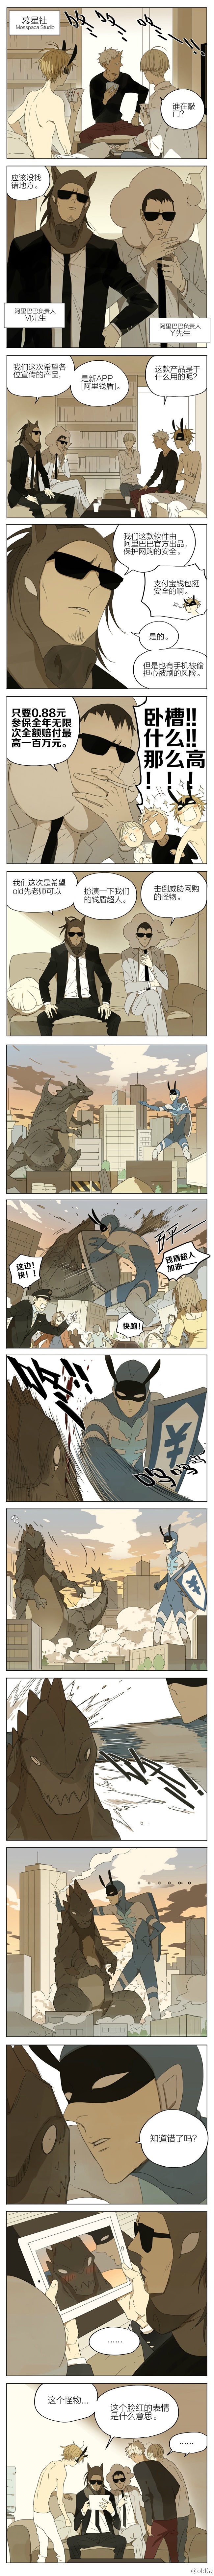 幕星社
Mosspaca Studio
谁在敲
门？
应该没找
错地方。
阿里巴巴负责人
M先生
阿里巴巴负责人
Y先生
我们这次希望各
位宣传的产品。
是新APP
[阿里钱盾]。
这款产品是干
什么用的呢？
我们这款软件由
阿里巴巴官方出品，
保护网购的安全。
支付宝钱包挺
安全的啊。
是的。
但是也有手机被偷
担心被刷的风险。
只要0.88元
参保全年无限
次全额赔付最
高一百万元。
卧槽!!
什么!!
那么高
!!
我们这次是希望
old先老师可以
扮演一下我们
的钱盾超人。
击倒威胁网购
的怪物。
这边！
快！！
钱盾超人
加油——
快跑！
¥
¥
......
知道错了吗？
......
这个怪物...
这个脸红的表情
是什么意思。
......
@old先